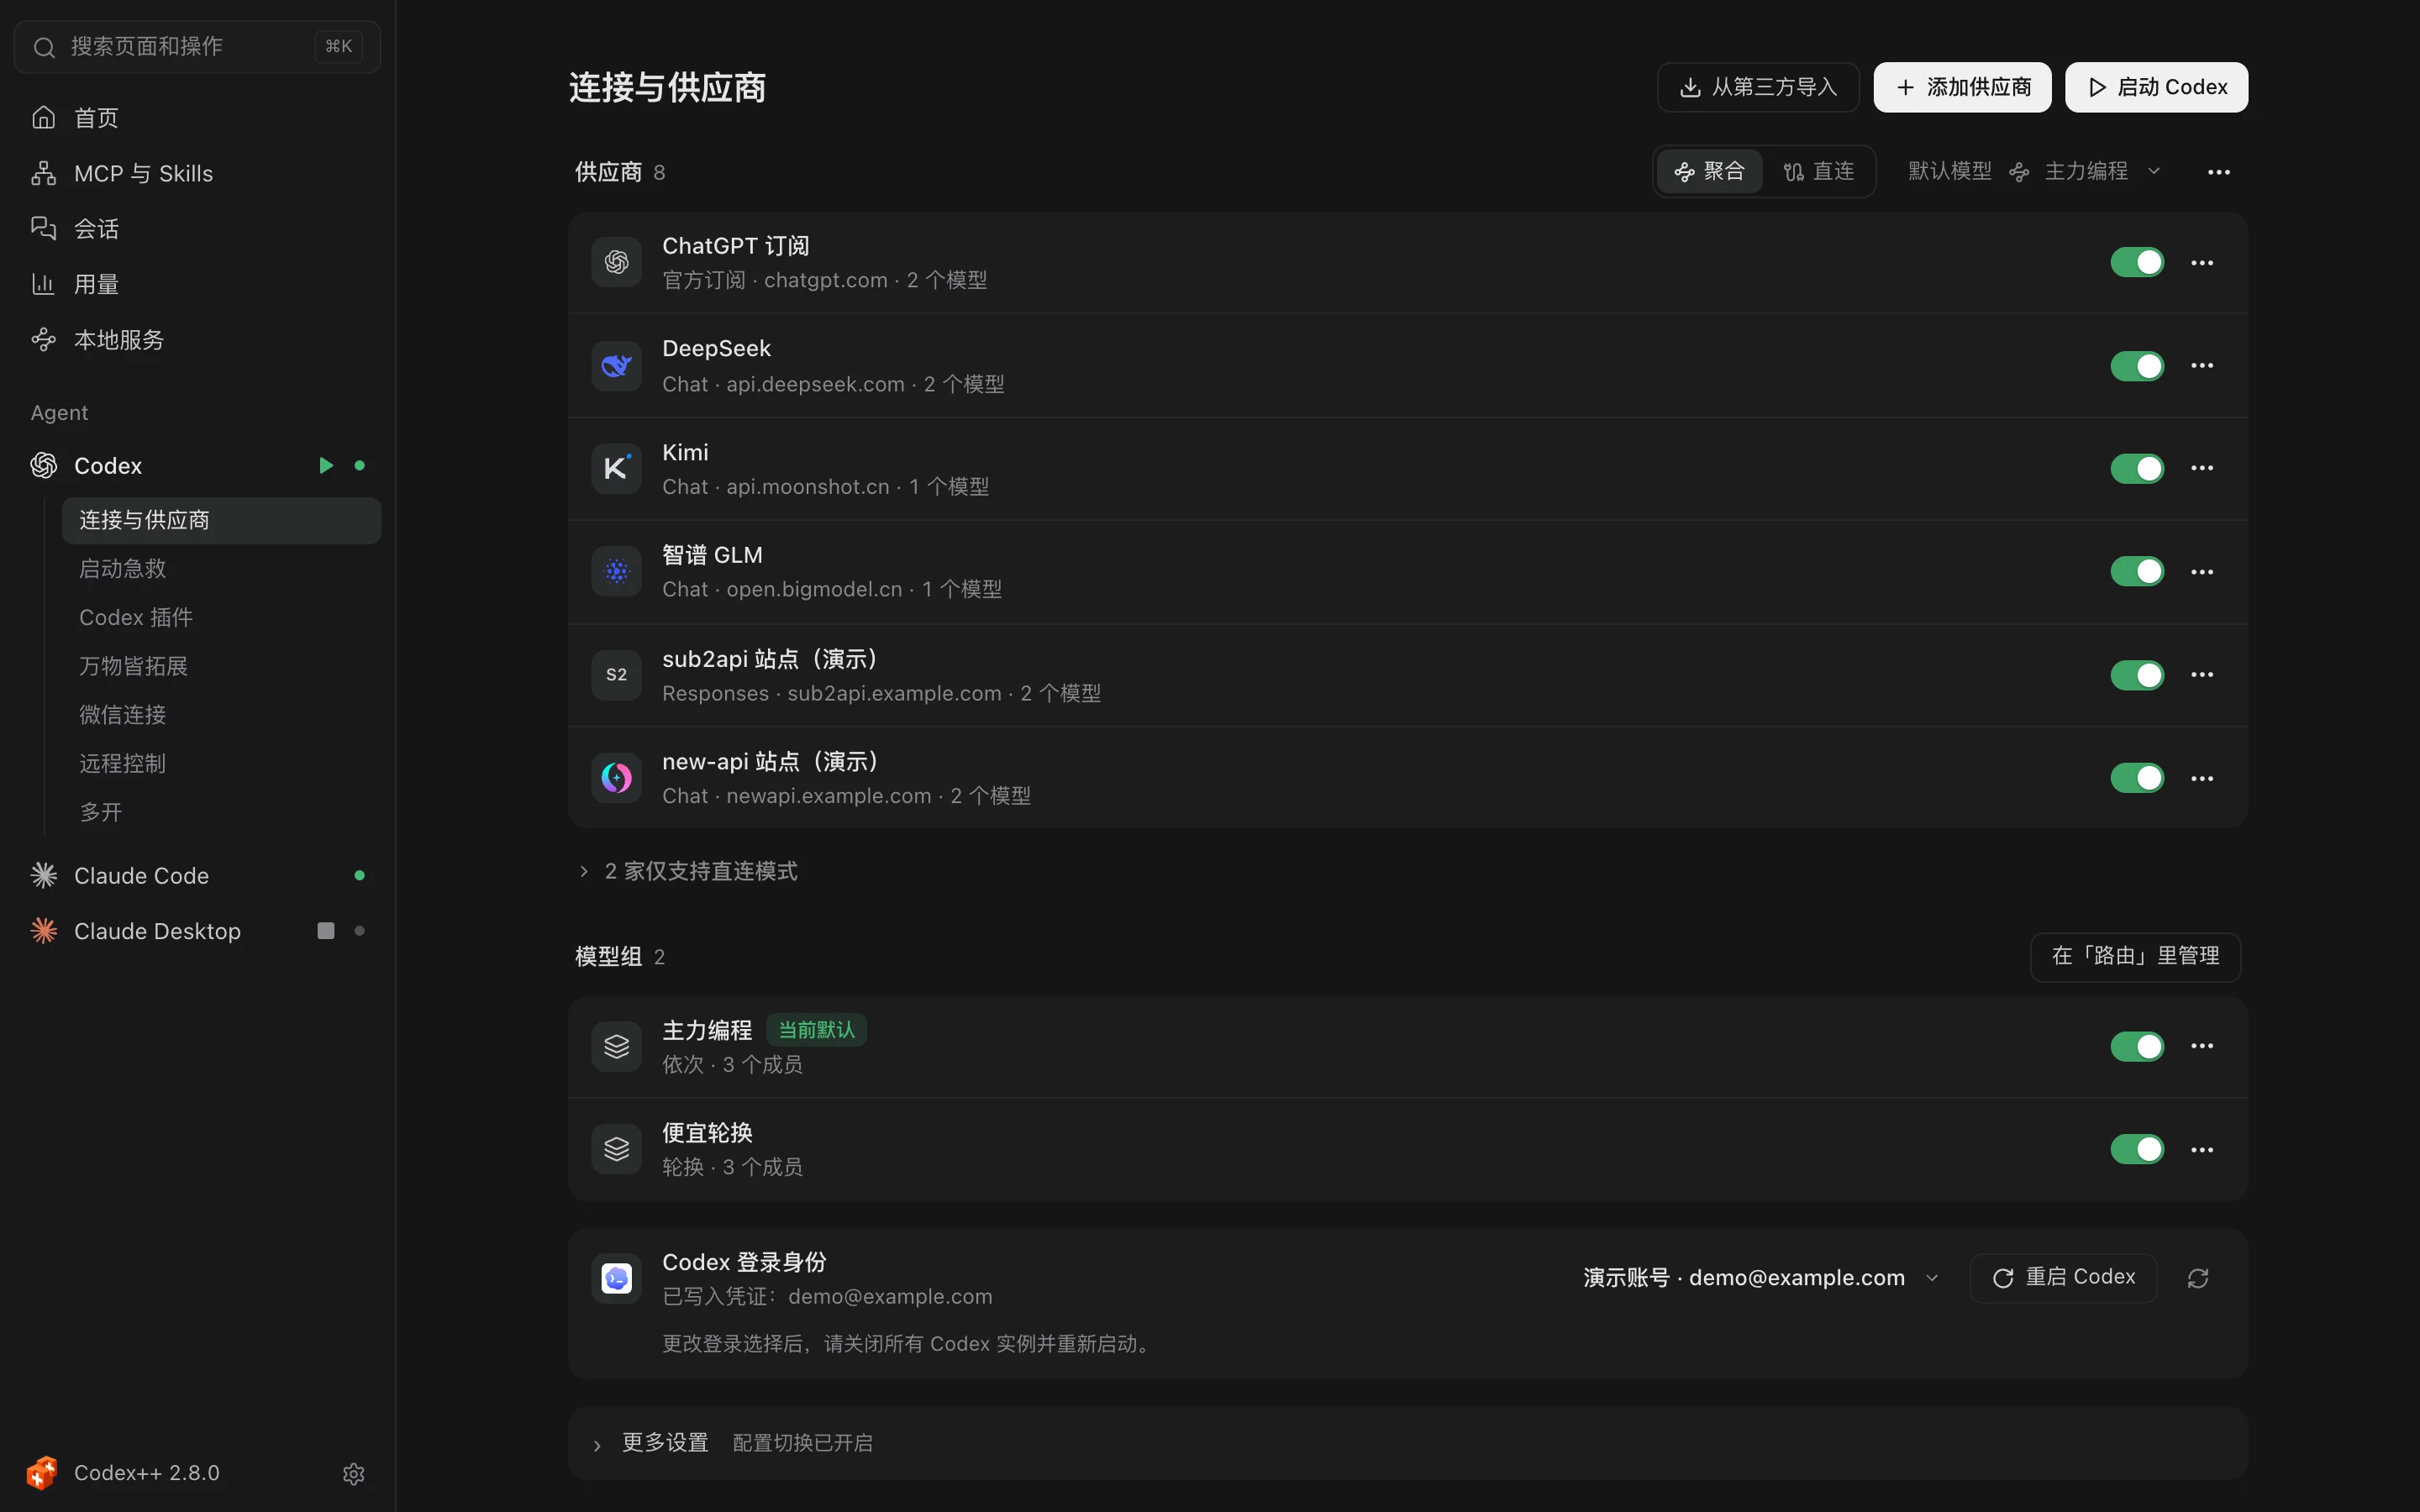 搜索页面和操作 ⌘K
首页
MCP 与 Skills
会话
用量
本地服务
Agent
Codex
连接与供应商
启动急救
Codex 插件
万物皆拓展
微信连接
远程控制
多开
Claude Code
Claude Desktop
Codex++ 2.8.0
连接与供应商
从第三方导入
添加供应商
启动 Codex
供应商 8
聚合
直连
默认模型 主力编程
ChatGPT 订阅
官方订阅 · chatgpt.com · 2 个模型
DeepSeek
Chat · api.deepseek.com · 2 个模型
Kimi
Chat · api.moonshot.cn · 1 个模型
智谱 GLM
Chat · open.bigmodel.cn · 1 个模型
S2
sub2api 站点（演示）
Responses · sub2api.example.com · 2 个模型
new-api 站点（演示）
Chat · newapi.example.com · 2 个模型
2 家仅支持直连模式
模型组 2
在「路由」里管理
主力编程 当前默认
依次 · 3 个成员
便宜轮换
轮换 · 3 个成员
Codex 登录身份
已写入凭证：demo@example.com
更改登录选择后，请关闭所有 Codex 实例并重新启动。
演示账号 · demo@example.com
重启 Codex
更多设置 配置切换已开启